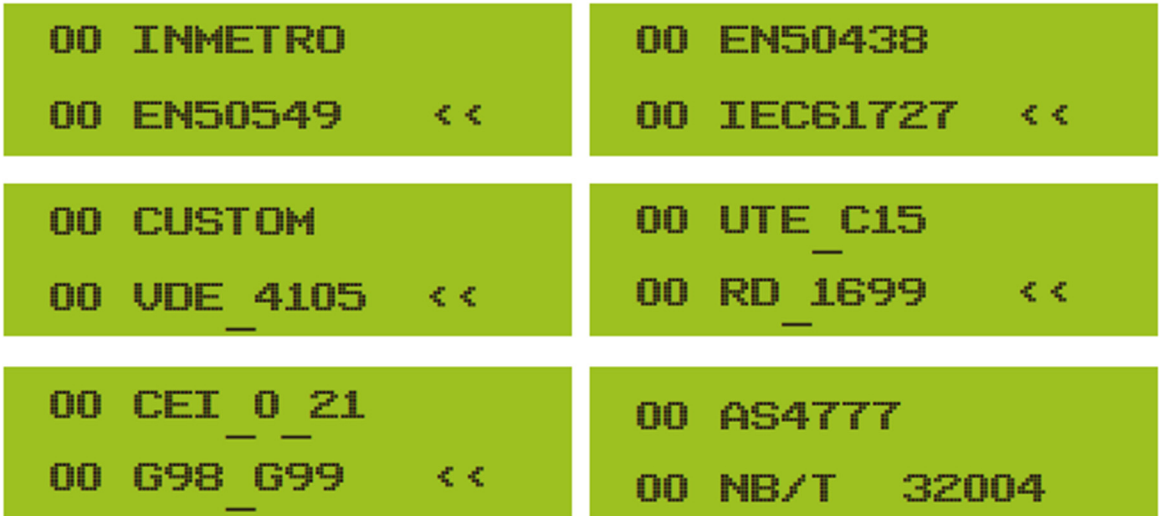 00 INMETRO
00 EN50549 <<
00 EN50438
00 IEC61727 <<
00 CUSTOM
00 VDE_4105 <<
00 UTE_C15
00 RD_1699 <<
00 CEI_0_21
00 G98_G99 <<
00 AS4777
00 NB/T 32004